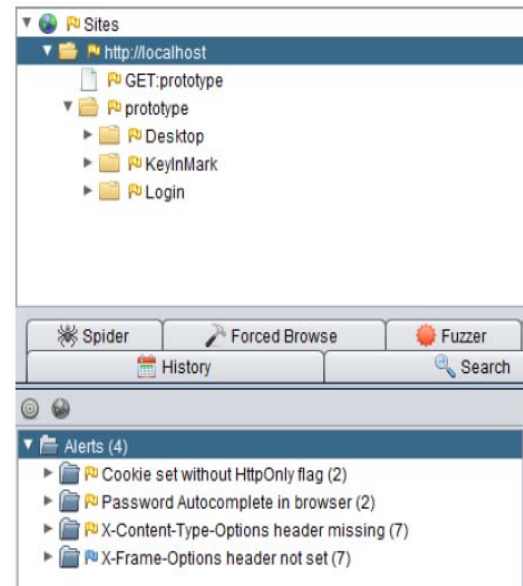 Sites
http://localhost
GET:prototype
prototype
Desktop
KeyInMark
Login
Spider
Forced Browse
Fuzzer
History
Search
Alerts (4)
Cookie set without HttpOnly flag (2)
Password Autocomplete in browser (2)
X-Content-Type-Options header missing (7)
X-Frame-Options header not set (7)